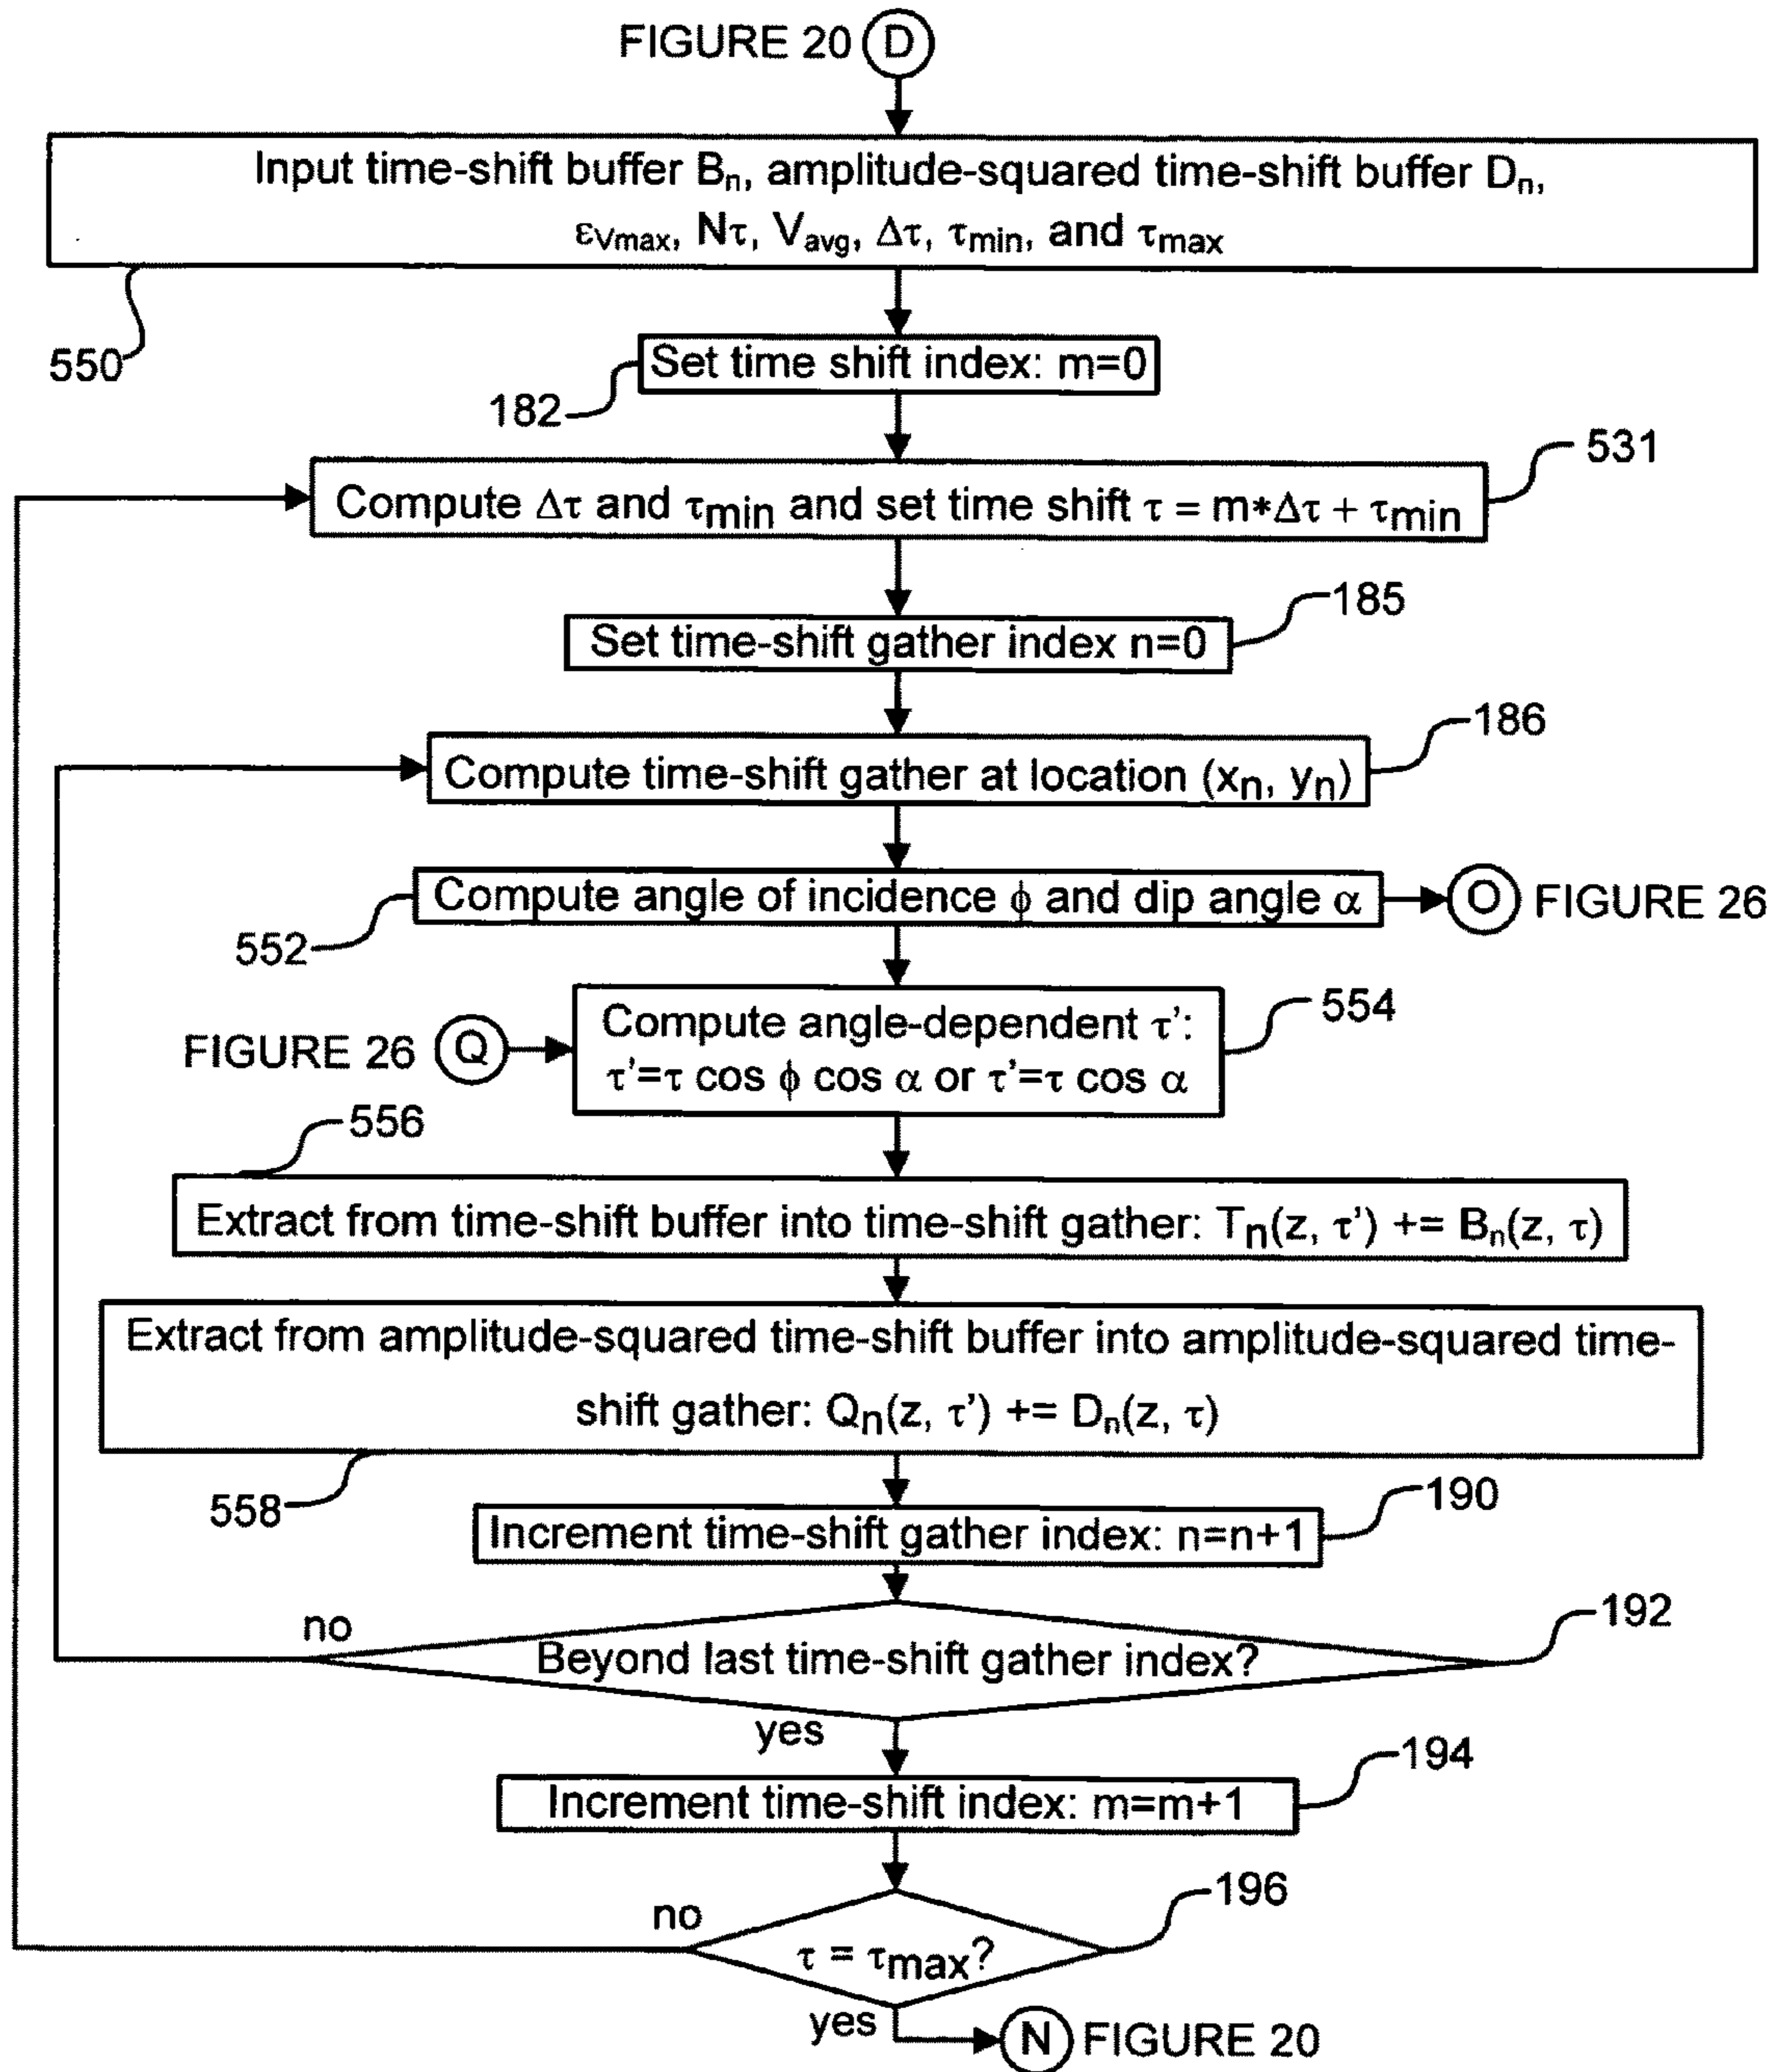 FIGURE 20 D
Input time-shift buffer Bn, amplitude-squared time-shift buffer Dn,
εVmax, Nτ, Vavg, Δτ, τmin, and τmax
550
Set time shift index: m=0
182
531
Compute Δτ and τmin and set time shift τ = m*Δτ + τmin
185
Set time-shift gather index n=0
186
Compute time-shift gather at location (xn, yn)
Compute angle of incidence ϕ and dip angle α
O FIGURE 26
552
554
Compute angle-dependent τ':
FIGURE 26 Q
τ'=τ cos ϕ cos α or τ'=τ cos α
556
Extract from time-shift buffer into time-shift gather: Tn(z, τ') += Bn(z, τ)
Extract from amplitude-squared time-shift buffer into amplitude-squared time-
shift gather: Qn(z, τ') += Dn(z, τ)
558
190
Increment time-shift gather index: n=n+1
192
no
Beyond last time-shift gather index?
yes
194
Increment time-shift index: m=m+1
196
no
τ = τmax?
yes
N FIGURE 20